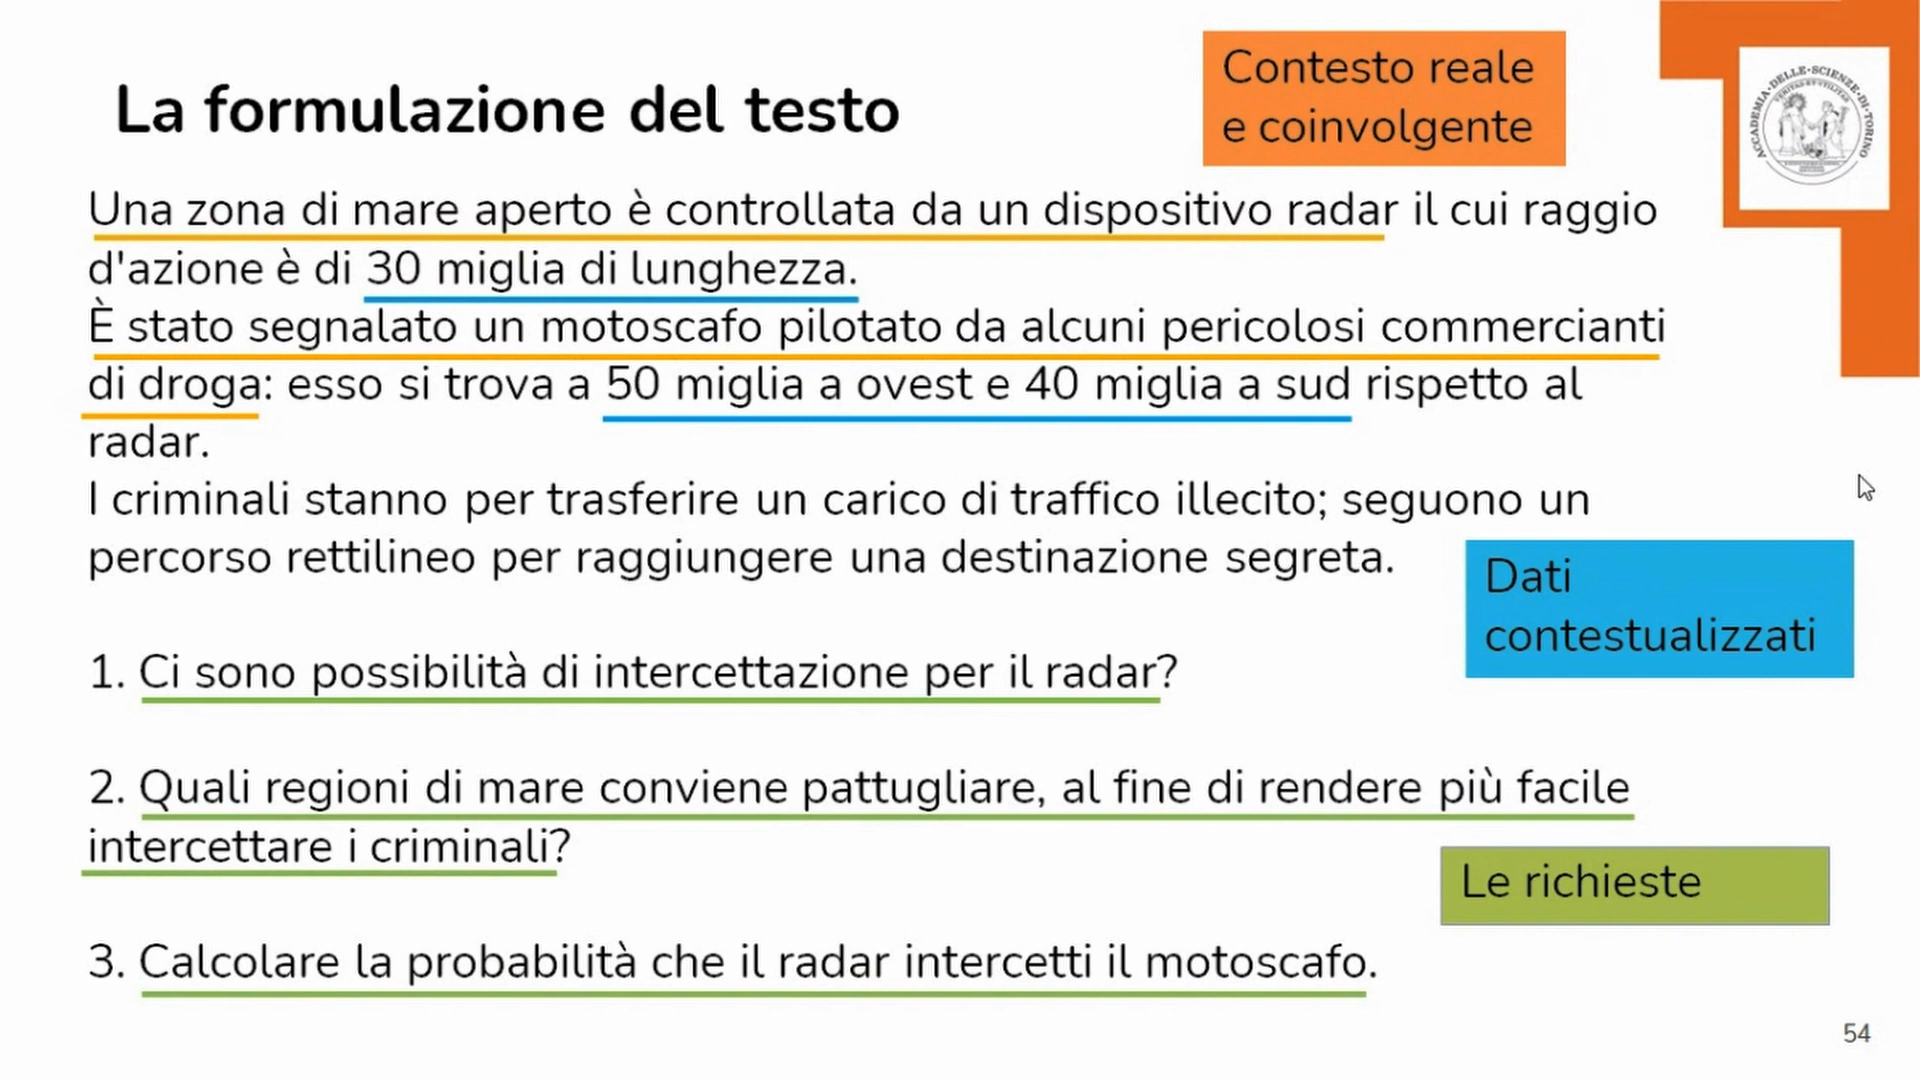 La formulazione del testo
Contesto reale
e coinvolgente
ACCADEMIA·DELLE·SCIENZE·DI·TORINO
Una zona di mare aperto è controllata da un dispositivo radar il cui raggio
d'azione è di 30 miglia di lunghezza.
È stato segnalato un motoscafo pilotato da alcuni pericolosi commercianti
di droga: esso si trova a 50 miglia a ovest e 40 miglia a sud rispetto al
radar.
I criminali stanno per trasferire un carico di traffico illecito; seguono un
percorso rettilineo per raggiungere una destinazione segreta.
Dati
contestualizzati
1. Ci sono possibilità di intercettazione per il radar?
2. Quali regioni di mare conviene pattugliare, al fine di rendere più facile
intercettare i criminali?
Le richieste
3. Calcolare la probabilità che il radar intercetti il motoscafo.
54